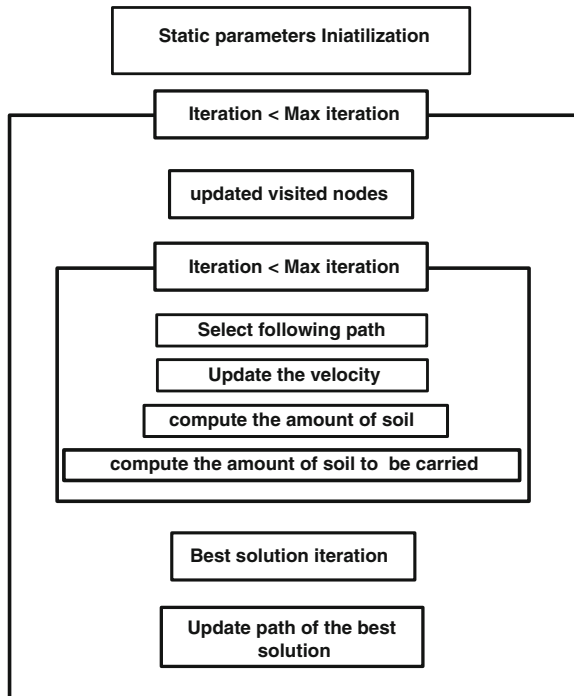 Static parameters Iniatilization
Iteration < Max iteration
updated visited nodes
Iteration < Max iteration
Select following path
Update the velocity
compute the amount of soil
compute the amount of soil to be carried
Best solution iteration
Update path of the best
solution